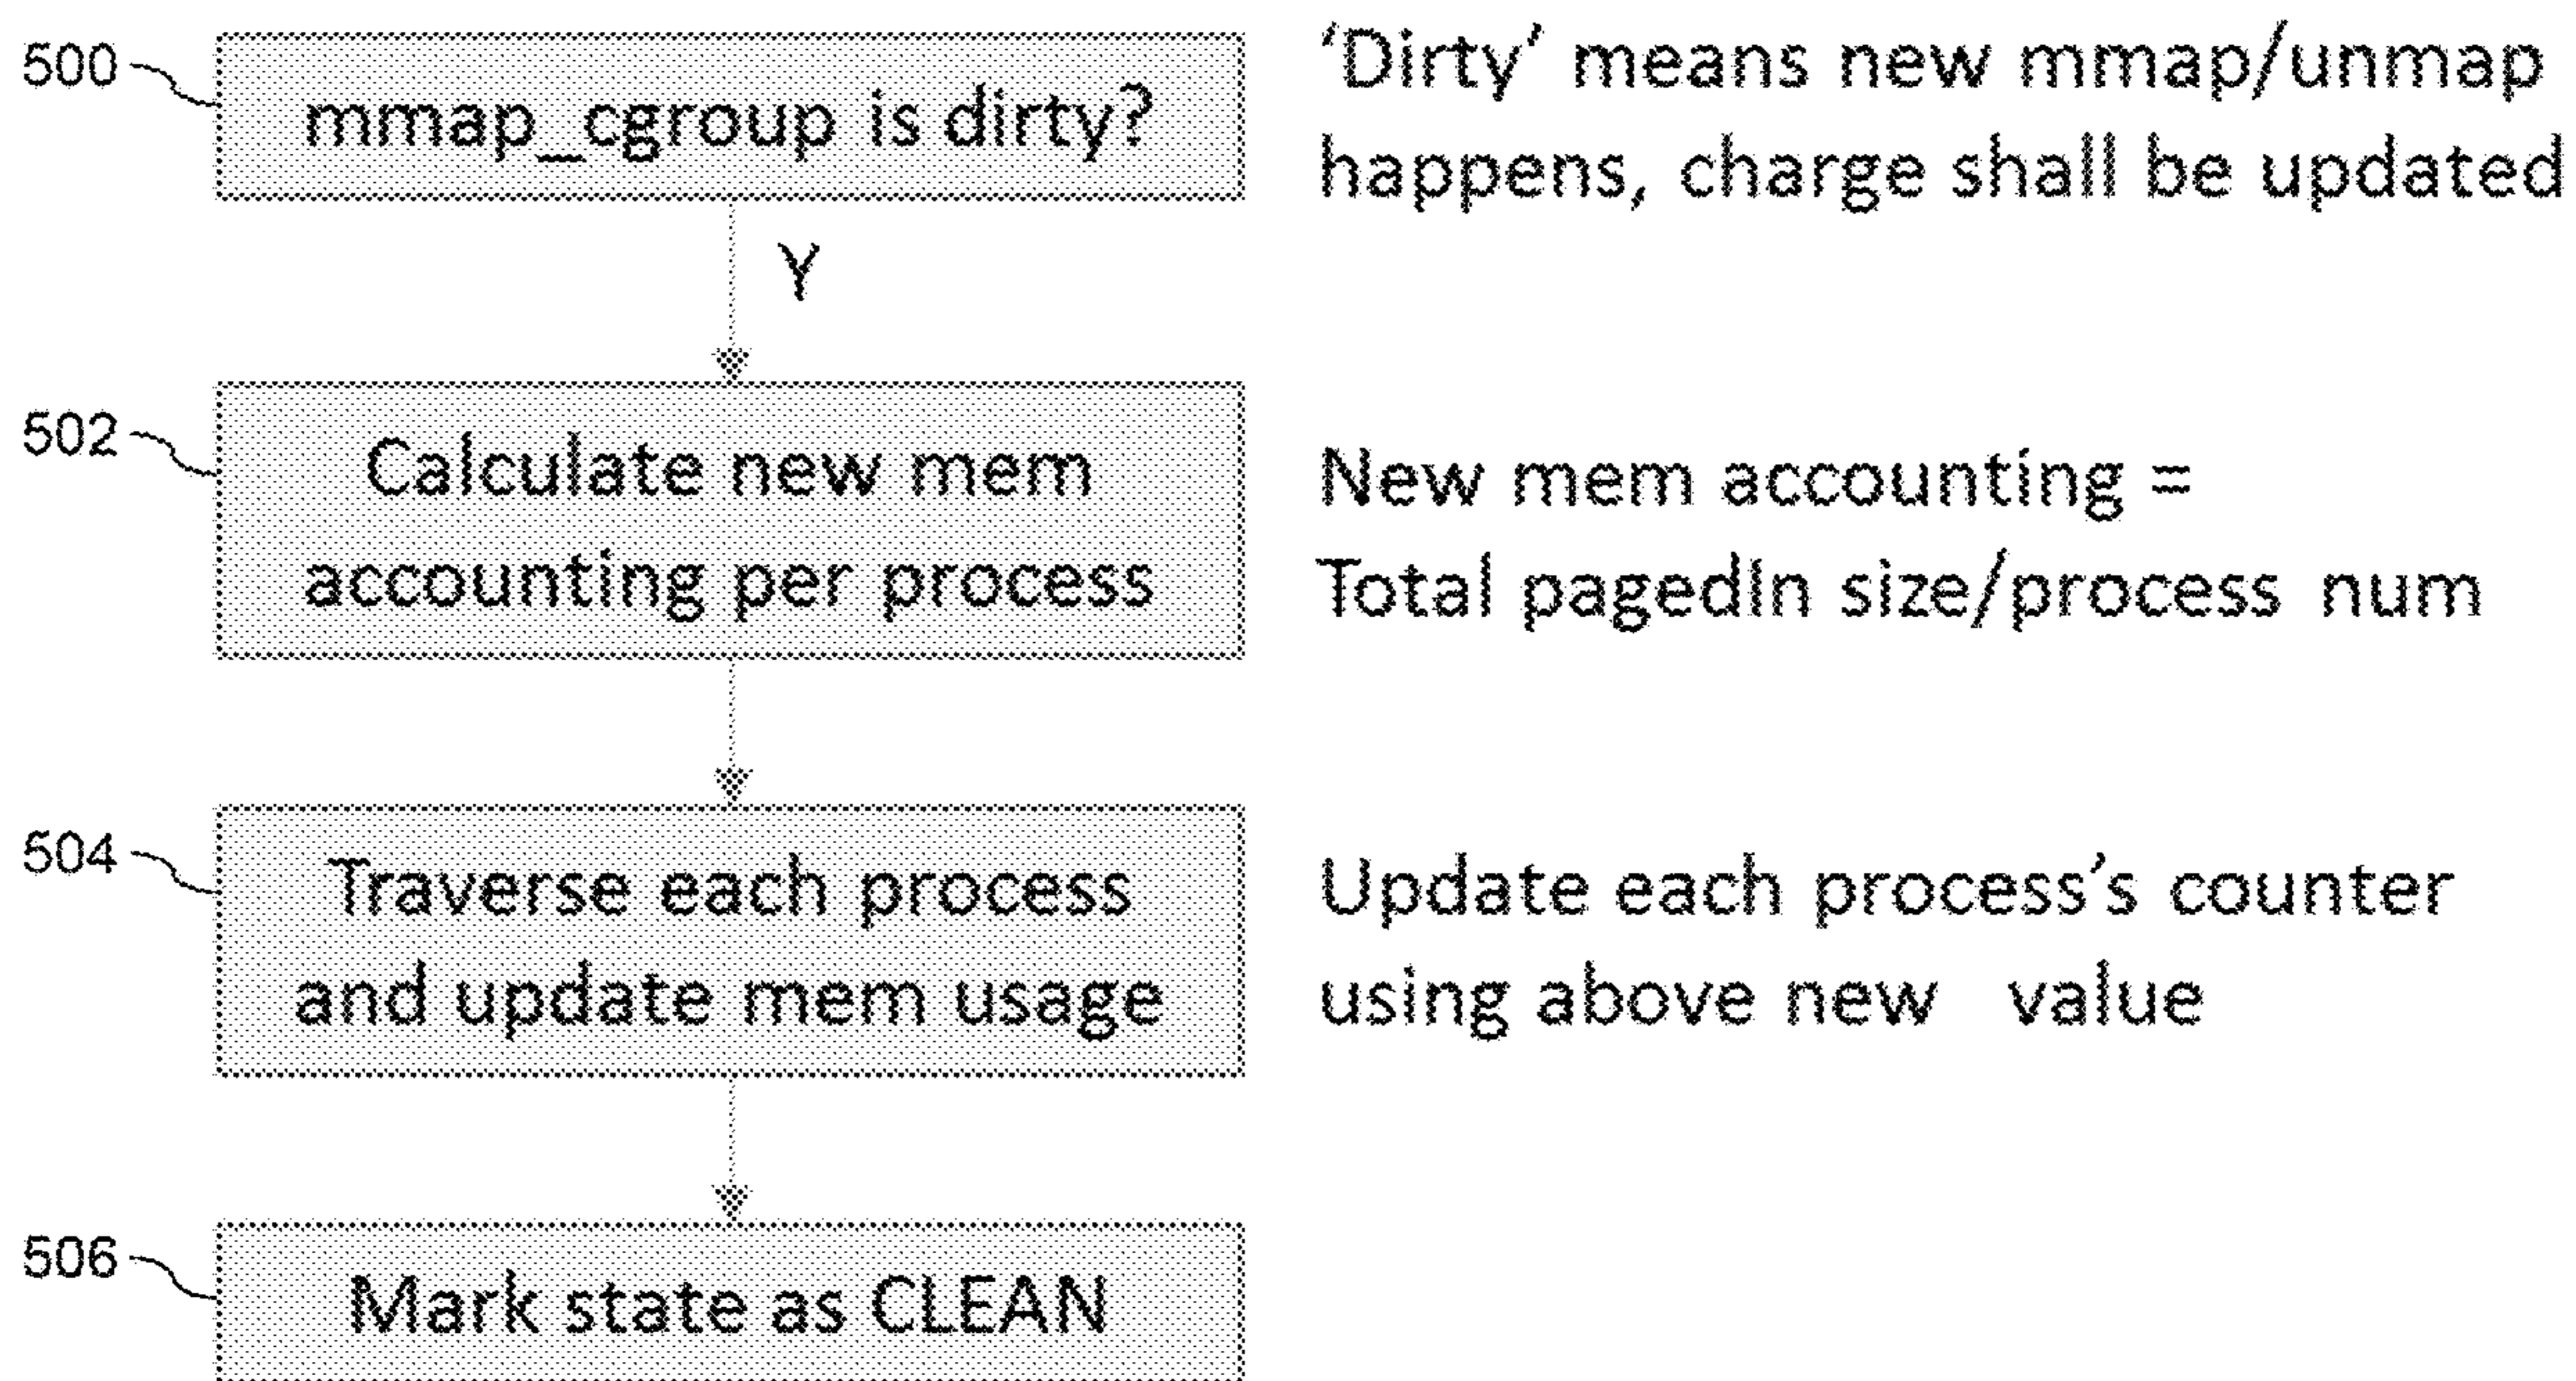 500
mmap_cgroup is dirty?
'Dirty' means new mmap/unmap
happens, charge shall be updated
Y
502
Calculate new mem
accounting per process
New mem accounting =
Total pagedIn size/process num
504
Traverse each process
and update mem usage
Update each process's counter
using above new value
506
Mark state as CLEAN